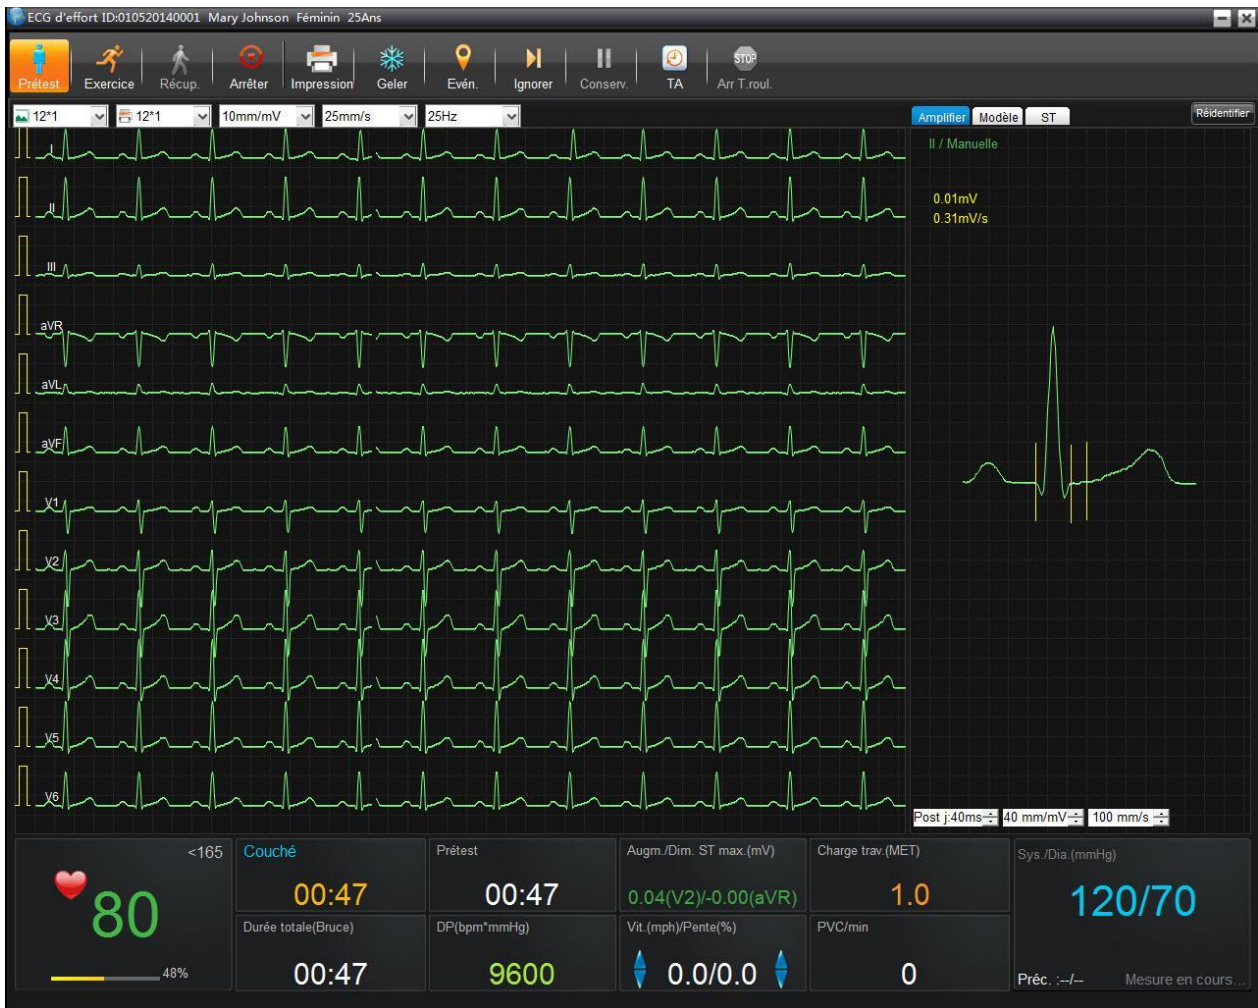 ECG d'effort ID:010520140001 Mary Johnson Féminin 25Ans
Prétest Exercice Récup. Arrêter Impression Geler Evén. Ignorer Conserv. TA STOP Arr T.roul.
12*1 12*1 10mm/mV 25mm/s 25Hz Amplifier Modèle ST Réidentifier
II / Manuelle
0.01mV
0.31mV/s
I
II
III
aVR
aVL
aVF
V1
V2
V3
V4
V5
V6
Post j:40ms 40 mm/mV 100 mm/s
<165 Couché Prétest Augm./Dim. ST max.(mV) Charge trav.(MET) Sys./Dia.(mmHg)
80 00:47 00:47 0.04(V2)/-0.00(aVR) 1.0 120/70
Durée totale(Bruce) DP(bpm*mmHg) Vit.(mph)/Pente(%) PVC/min
48% 00:47 9600 0.0/0.0 0 Préc. :--/-- Mesure en cours...